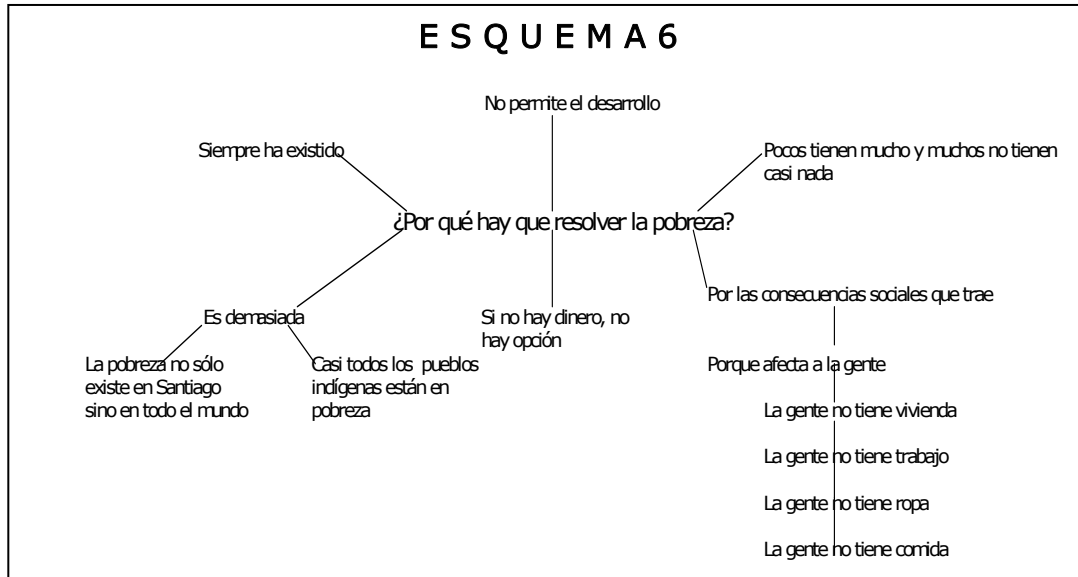 E S Q U E M A 6
No permite el desarrollo
Siempre ha existido
Pocos tienen mucho y muchos no tienen
casi nada
¿Por qué hay que resolver la pobreza?
Por las consecuencias sociales que trae
Es demasiada
Si no hay dinero, no
hay opción
La pobreza no sólo
existe en Santiago
sino en todo el mundo
Casi todos los pueblos
indígenas están en
pobreza
Porque afecta a la gente
La gente no tiene vivienda
La gente no tiene trabajo
La gente no tiene ropa
La gente no tiene comida